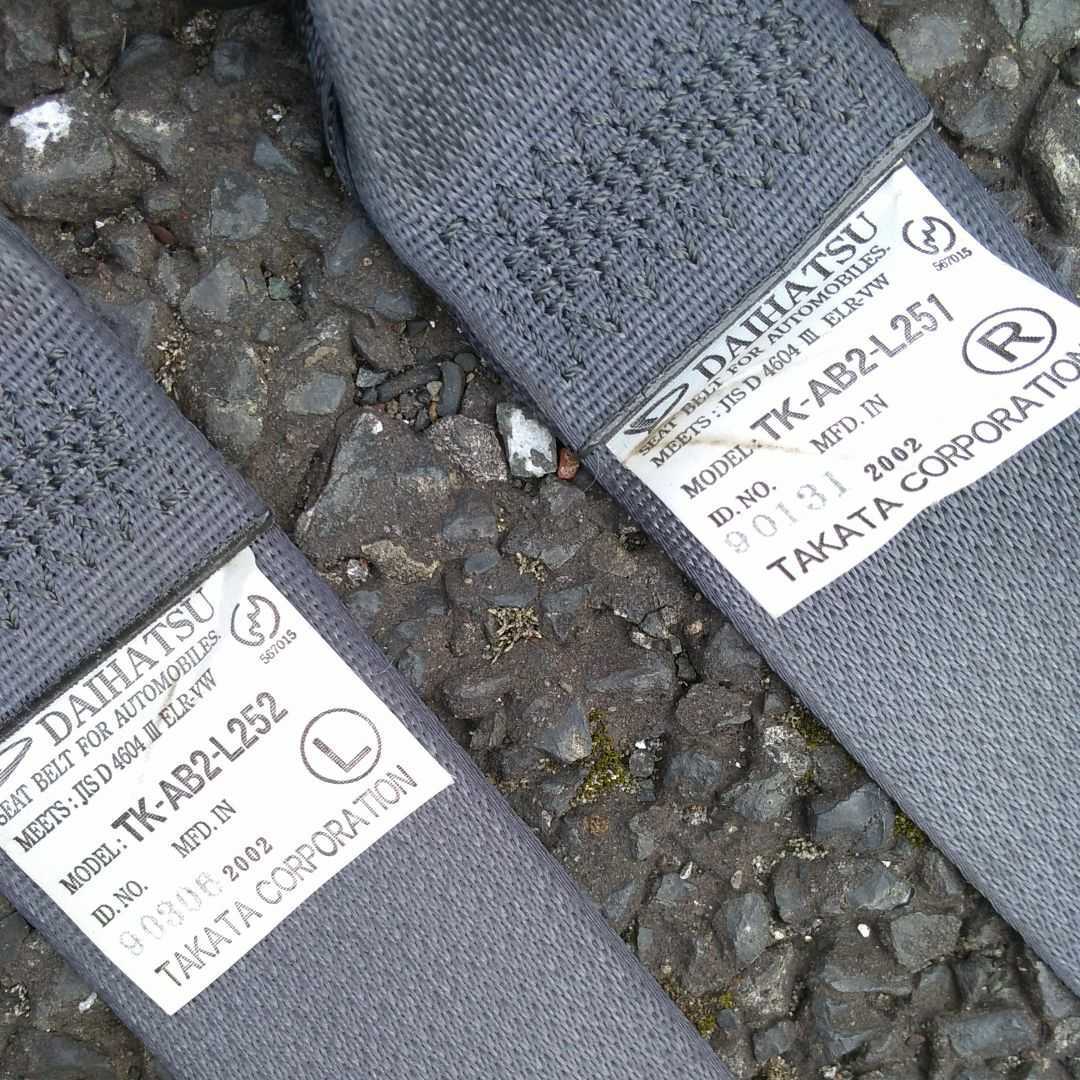 DAIHATSU
SEAT BELT FOR AUTOMOBILES.
MEETS : JIS D 4604 III ELR-VW
567015
MODEL : TK-AB2-L252
L
ID. NO. MFD. IN
90306 2002
TAKATA CORPORATION
DAIHATSU
SEAT BELT FOR AUTOMOBILES.
MEETS : JIS D 4604 III ELR-VW
567015
MODEL : TK-AB2-L251
R
ID. NO. MFD. IN
90131 2002
TAKATA CORPORATION